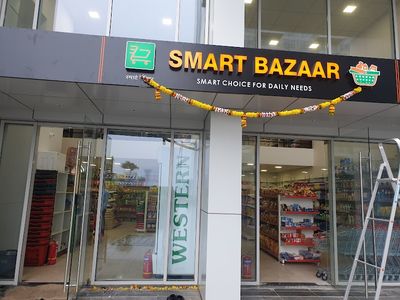 SMART BAZAAR
SMART CHOICE FOR DAILY NEEDS
WESTERN